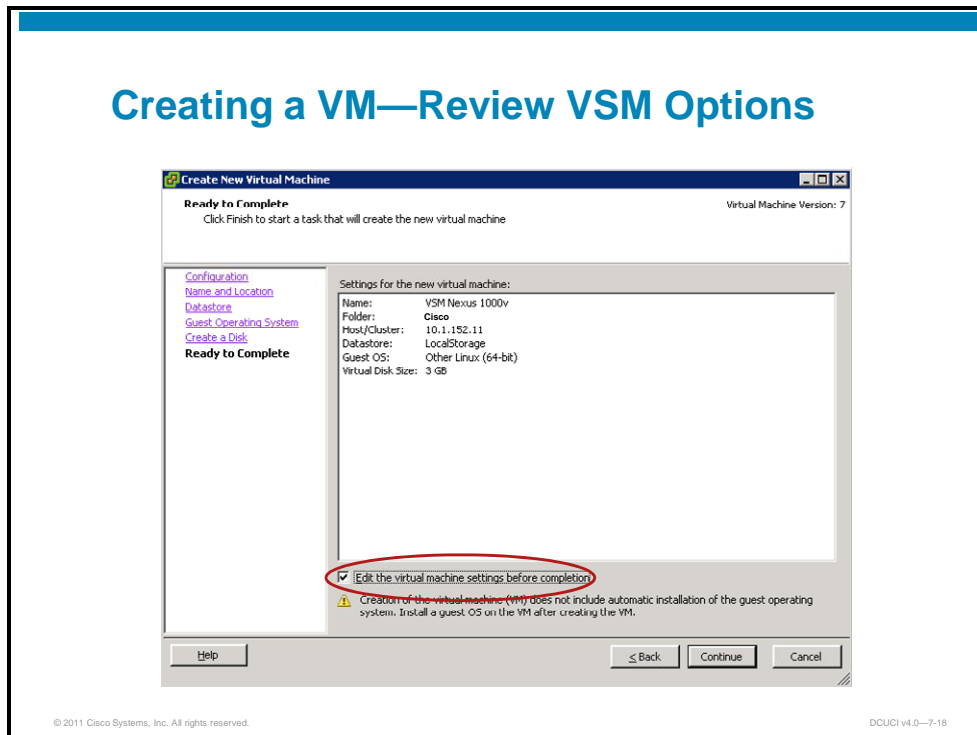 Creating a VM—Review VSM Options
Create New Virtual Machine
Ready to Complete
Click Finish to start a task that will create the new virtual machine
Virtual Machine Version: 7
Configuration
Name and Location
Datastore
Guest Operating System
Create a Disk
Ready to Complete
Settings for the new virtual machine:
Name: VSM Nexus 1000v
Folder: Cisco
Host/Cluster: 10.1.152.11
Datastore: LocalStorage
Guest OS: Other Linux (64-bit)
Virtual Disk Size: 3 GB
Edit the virtual machine settings before completion
Creation of the virtual machine (VM) does not include automatic installation of the guest operating
system. Install a guest OS on the VM after creating the VM.
Help
< Back
Continue
Cancel
© 2011 Cisco Systems, Inc. All rights reserved.
DCUCI v4.0—7-18